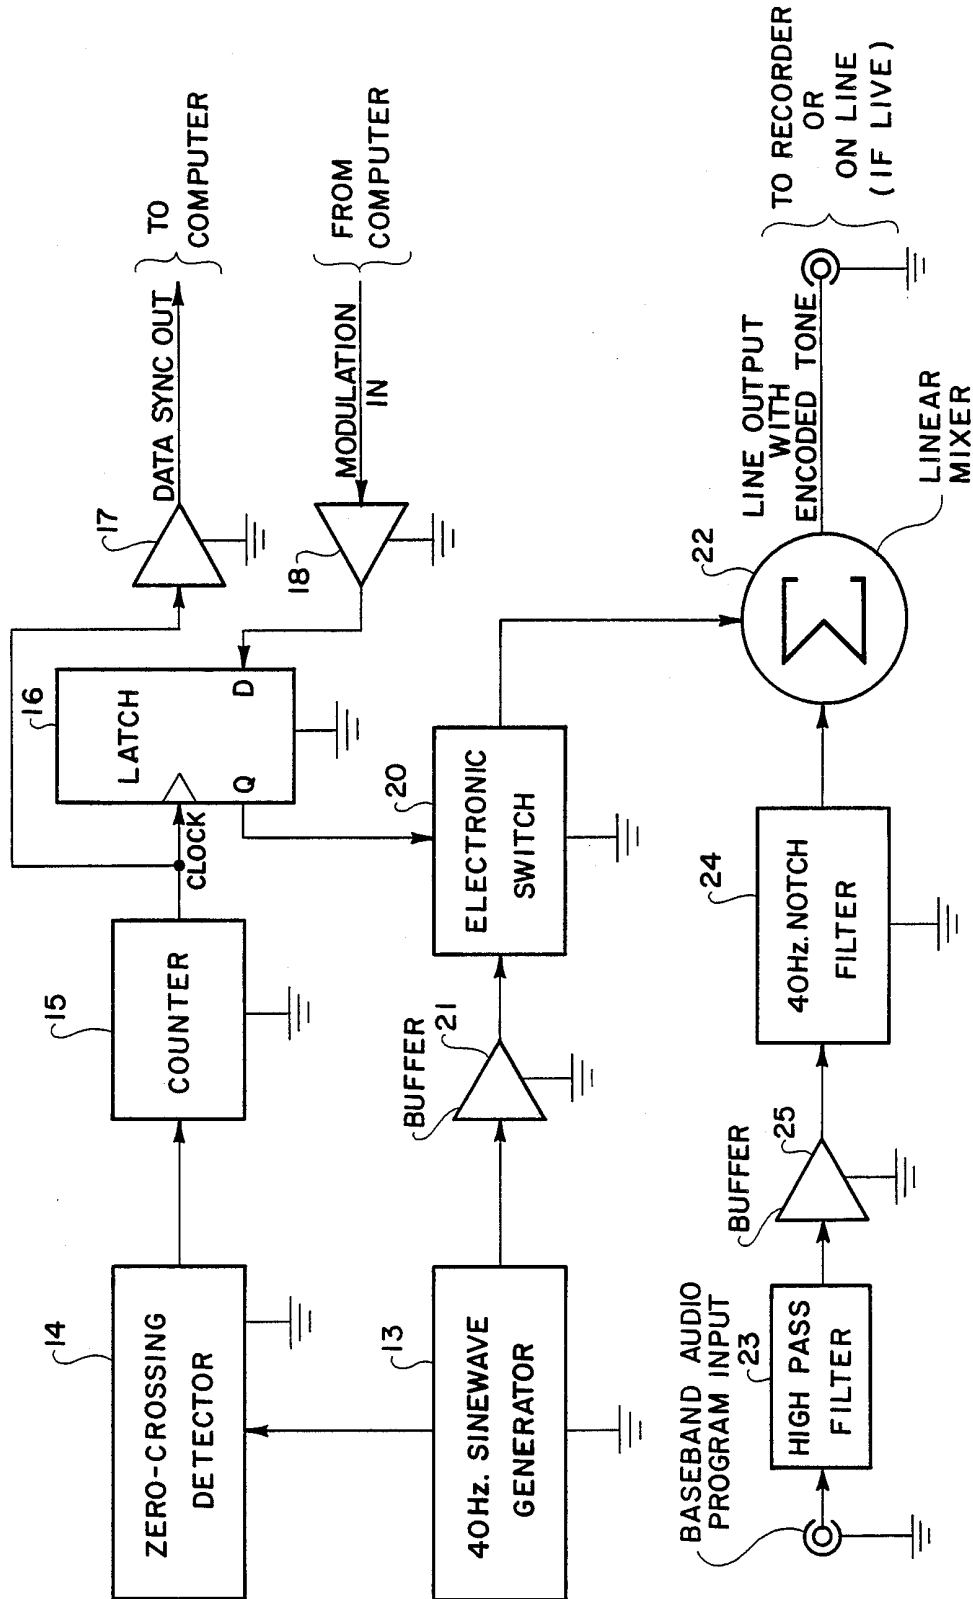 14
ZERO-CROSSING
DETECTOR
15
COUNTER
CLOCK
16
LATCH
Q
D
17
DATA SYNC OUT
TO
COMPUTER
18
MODULATION
IN
FROM
COMPUTER
13
40Hz. SINEWAVE
GENERATOR
BUFFER
21
20
ELECTRONIC
SWITCH
BASEBAND AUDIO
PROGRAM INPUT
23
HIGH PASS
FILTER
BUFFER
25
24
40Hz. NOTCH
FILTER
22
LINEAR
MIXER
LINE OUTPUT
WITH
ENCODED TONE
TO RECORDER
OR
ON LINE
(IF LIVE)